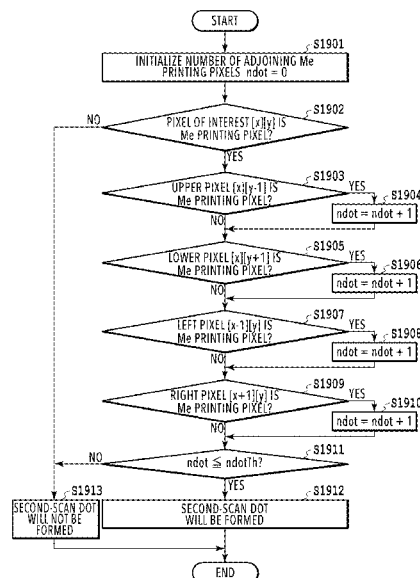 START
S1901
INITIALIZE NUMBER OF ADJOINING Me
PRINTING PIXELS ndot = 0
S1902
NO
PIXEL OF INTEREST [x][y] IS
Me PRINTING PIXEL?
YES
S1903
UPPER PIXEL [x][y-1] IS
Me PRINTING PIXEL?
YES
S1904
ndot = ndot + 1
NO
S1905
LOWER PIXEL [x][y+1] IS
Me PRINTING PIXEL?
YES
S1906
ndot = ndot + 1
NO
S1907
LEFT PIXEL [x-1][y] IS
Me PRINTING PIXEL?
YES
S1908
ndot = ndot + 1
NO
S1909
RIGHT PIXEL [x+1][y] IS
Me PRINTING PIXEL?
YES
S1910
ndot = ndot + 1
NO
S1911
NO
ndot ≦ ndotTh?
YES
S1913
SECOND-SCAN DOT
WILL NOT BE
FORMED
S1912
SECOND-SCAN DOT
WILL BE FORMED
END